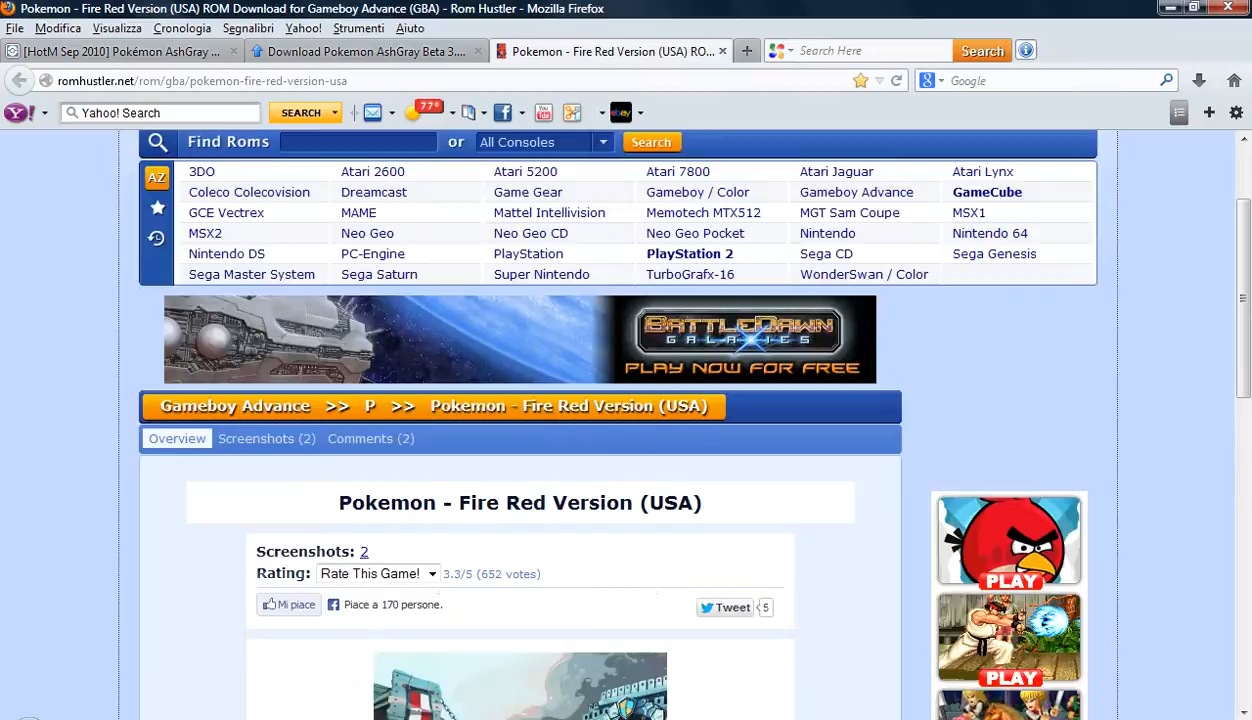 Pokemon - Fire Red Version (USA) ROM Download for Gameboy Advance (GBA) - Rom Hustler - Mozilla Firefox
File Modifica Visualizza Cronologia Segnalibri Yahoo! Strumenti Aiuto
[HotM Sep 2010] Pokémon AshGray ... Download Pokemon AshGray Beta 3.... Pokemon - Fire Red Version (USA) RO... Search Here Search
romhustler.net/rom/gba/pokemon-fire-red-version-usa Google
Y! Yahoo! Search SEARCH 77° You Tube ebay
Find Roms or All Consoles Search
AZ 3DO Atari 2600 Atari 5200 Atari 7800 Atari Jaguar Atari Lynx
Coleco Colecovision Dreamcast Game Gear Gameboy / Color Gameboy Advance GameCube
GCE Vectrex MAME Mattel Intellivision Memotech MTX512 MGT Sam Coupe MSX1
MSX2 Neo Geo Neo Geo CD Neo Geo Pocket Nintendo Nintendo 64
Nintendo DS PC-Engine PlayStation PlayStation 2 Sega CD Sega Genesis
Sega Master System Sega Saturn Super Nintendo TurboGrafx-16 WonderSwan / Color
BATTLEDAWN
GALAXIES
PLAY NOW FOR FREE
Gameboy Advance >> P >> Pokemon - Fire Red Version (USA)
Overview Screenshots (2) Comments (2)
Pokemon - Fire Red Version (USA)
Screenshots: 2
Rating: Rate This Game! 3.3/5 (652 votes)
Mi piace Piace a 170 persone. Tweet 5
PLAY
PLAY